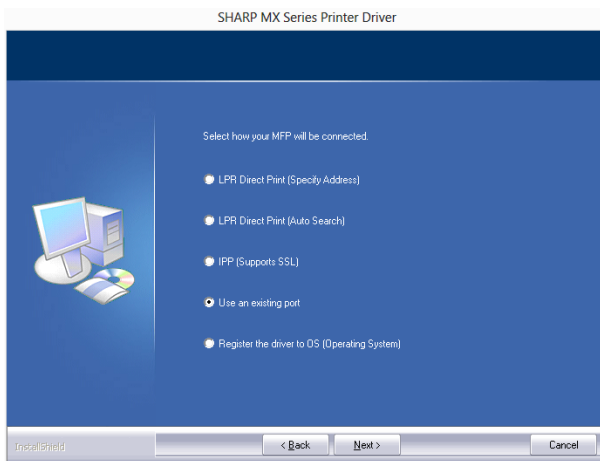 SHARP MX Series Printer Driver
Select how your MFP will be connected.
LPR Direct Print (Specify Address)
LPR Direct Print (Auto Search)
IPP (Supports SSL)
Use an existing port
Register the driver to OS (Operating System)
InstallShield
< Back
Next >
Cancel